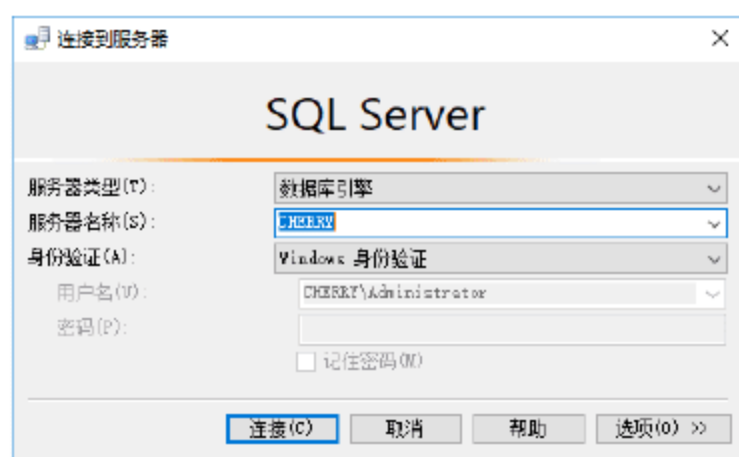 连接到服务器
SQL Server
服务器类型(T): 数据库引擎
服务器名称(S): CHERRY
身份验证(A): Windows 身份验证
用户名(U): CHERRY\Administrator
密码(P):
记住密码(M)
连接(C) 取消 帮助 选项(O) >>